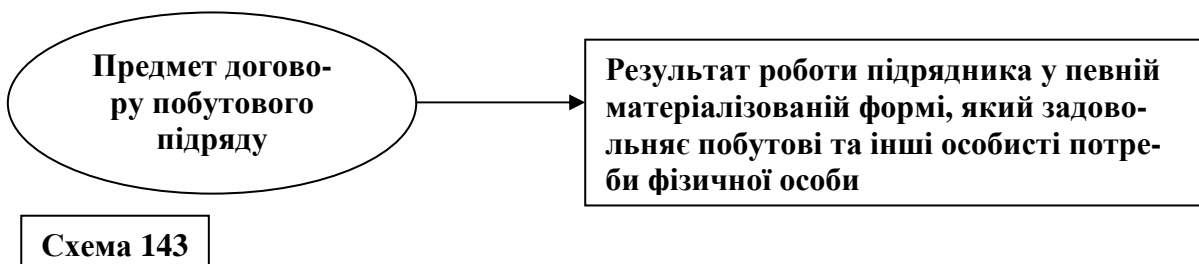 Предмет догово-
ру побутового
підряду
Результат роботи підрядника у певній
матеріалізованій формі, який задово-
льняє побутові та інші особисті потре-
би фізичної особи
Схема 143